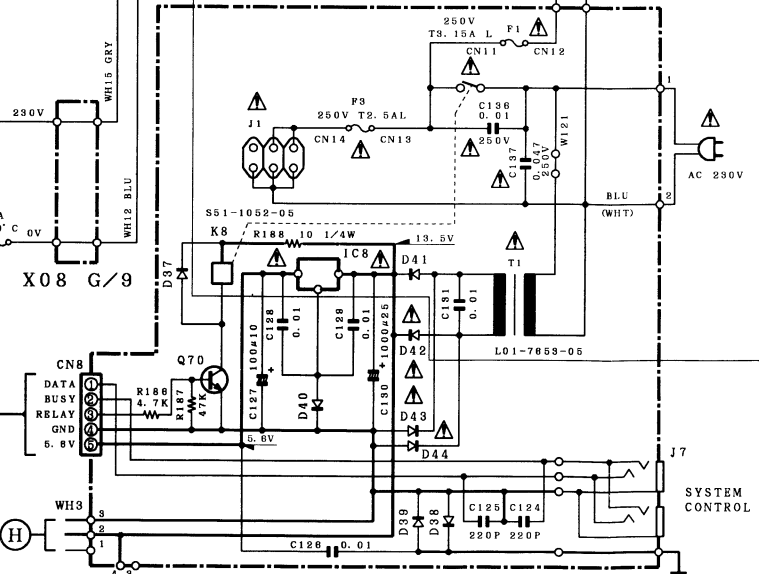 250V
T3.15A L
F1
CN11
CN12
WH15 GRY
230V
F3
250V T2.5AL
CN14
CN13
J1
C136
0.01
250V
C137
0.047
250V
W121
1
AC 230V
2
BLU
(WHT)
WH12 BLU
A
°C
0V
X08 G/9
S51-1052-05
K8
R188 10 1/4W
13.5V
IC8
D37
D41
T1
C128
0.01
C129
0.01
C131
0.01
100µ10
C127
+
+
1000µ25
C130
D42
L01-7853-05
CN8
Q70
DATA 1
BUSY 2
RELAY 3
GND 4
5.6V 5
R186
4.7K
R187
47K
D40
D43
D44
5.6V
J7
SYSTEM
CONTROL
WH3
3
2
1
H
D39
D38
C125
220P
C124
220P
C126
0.01